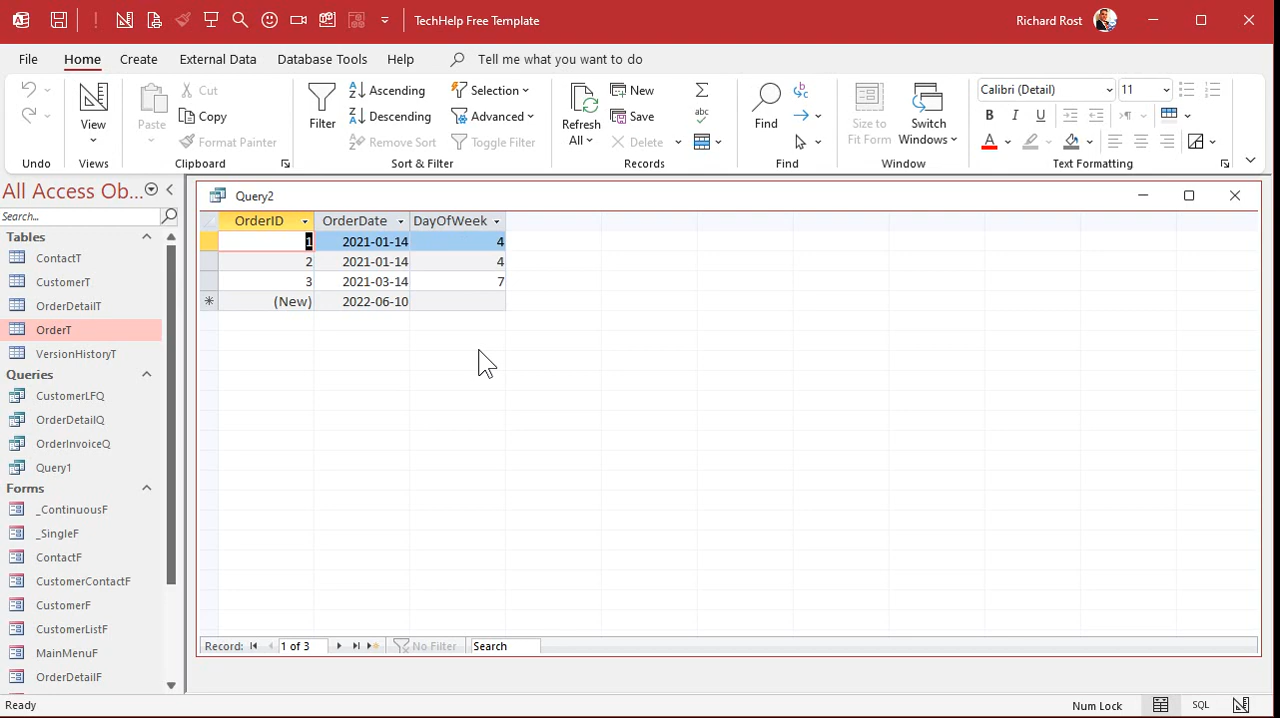 TechHelp Free Template
Richard Rost
File Home Create External Data Database Tools Help Tell me what you want to do
View
Views
Undo
Paste
Cut
Copy
Format Painter
Clipboard
Filter
Ascending
Descending
Remove Sort
Selection
Advanced
Toggle Filter
Sort & Filter
Refresh
All
New
Save
Delete
Records
abc
Find
Find
Size to
Fit Form
Switch
Windows
Window
Calibri (Detail) 11
B I U
A
Text Formatting
All Access Ob...
Search...
Tables
ContactT
CustomerT
OrderDetailT
OrderT
VersionHistoryT
Queries
CustomerLFQ
OrderDetailQ
OrderInvoiceQ
Query1
Forms
_ContinuousF
_SingleF
ContactF
CustomerContactF
CustomerF
CustomerListF
MainMenuF
OrderDetailF
Query2
OrderID OrderDate DayOfWeek
1 2021-01-14 4
2 2021-01-14 4
3 2021-03-14 7
* (New) 2022-06-10
Record: 1 of 3 No Filter Search
Ready
Num Lock SQL